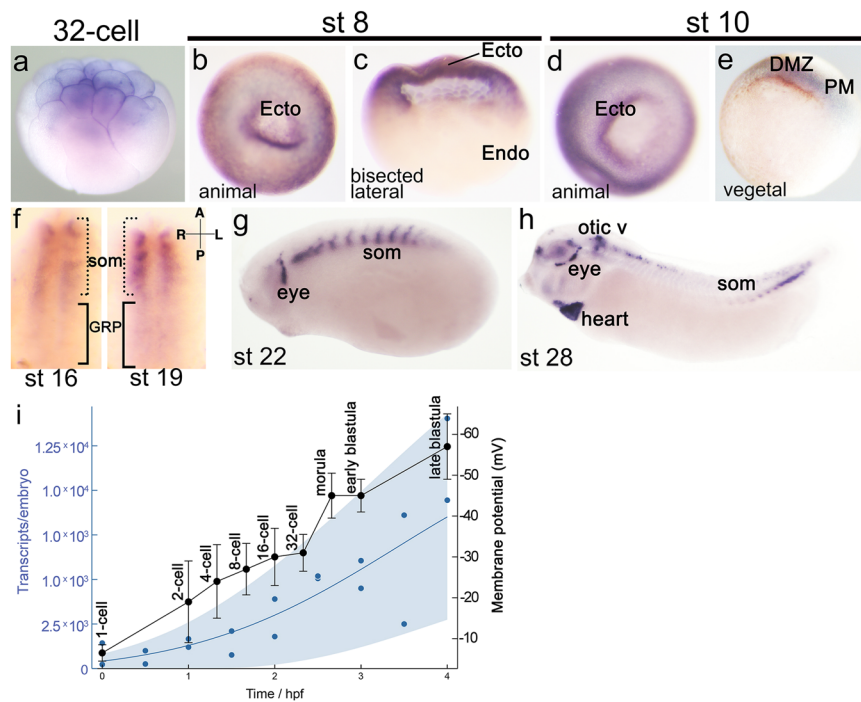 32-cell
st 8
st 10
a
b
Ecto
animal
c
Ecto
Endo
bisected
lateral
d
Ecto
animal
e
DMZ
PM
vegetal
f
som
GRP
st 16
st 19
A
R L
P
g
som
eye
st 22
h
otic v
eye
heart
som
st 28
i
Transcripts/embryo
1.25 × 10⁴
1.0 × 10⁴
1.0 × 10³
1.0 × 10³
2.5 × 10³
0
1-cell
2-cell
4-cell
8-cell
16-cell
32-cell
morula
early blastula
late blastula
-60
-50
-40
-30
-20
-10
Membrane potential (mV)
0 1 2 3 4
Time / hpf